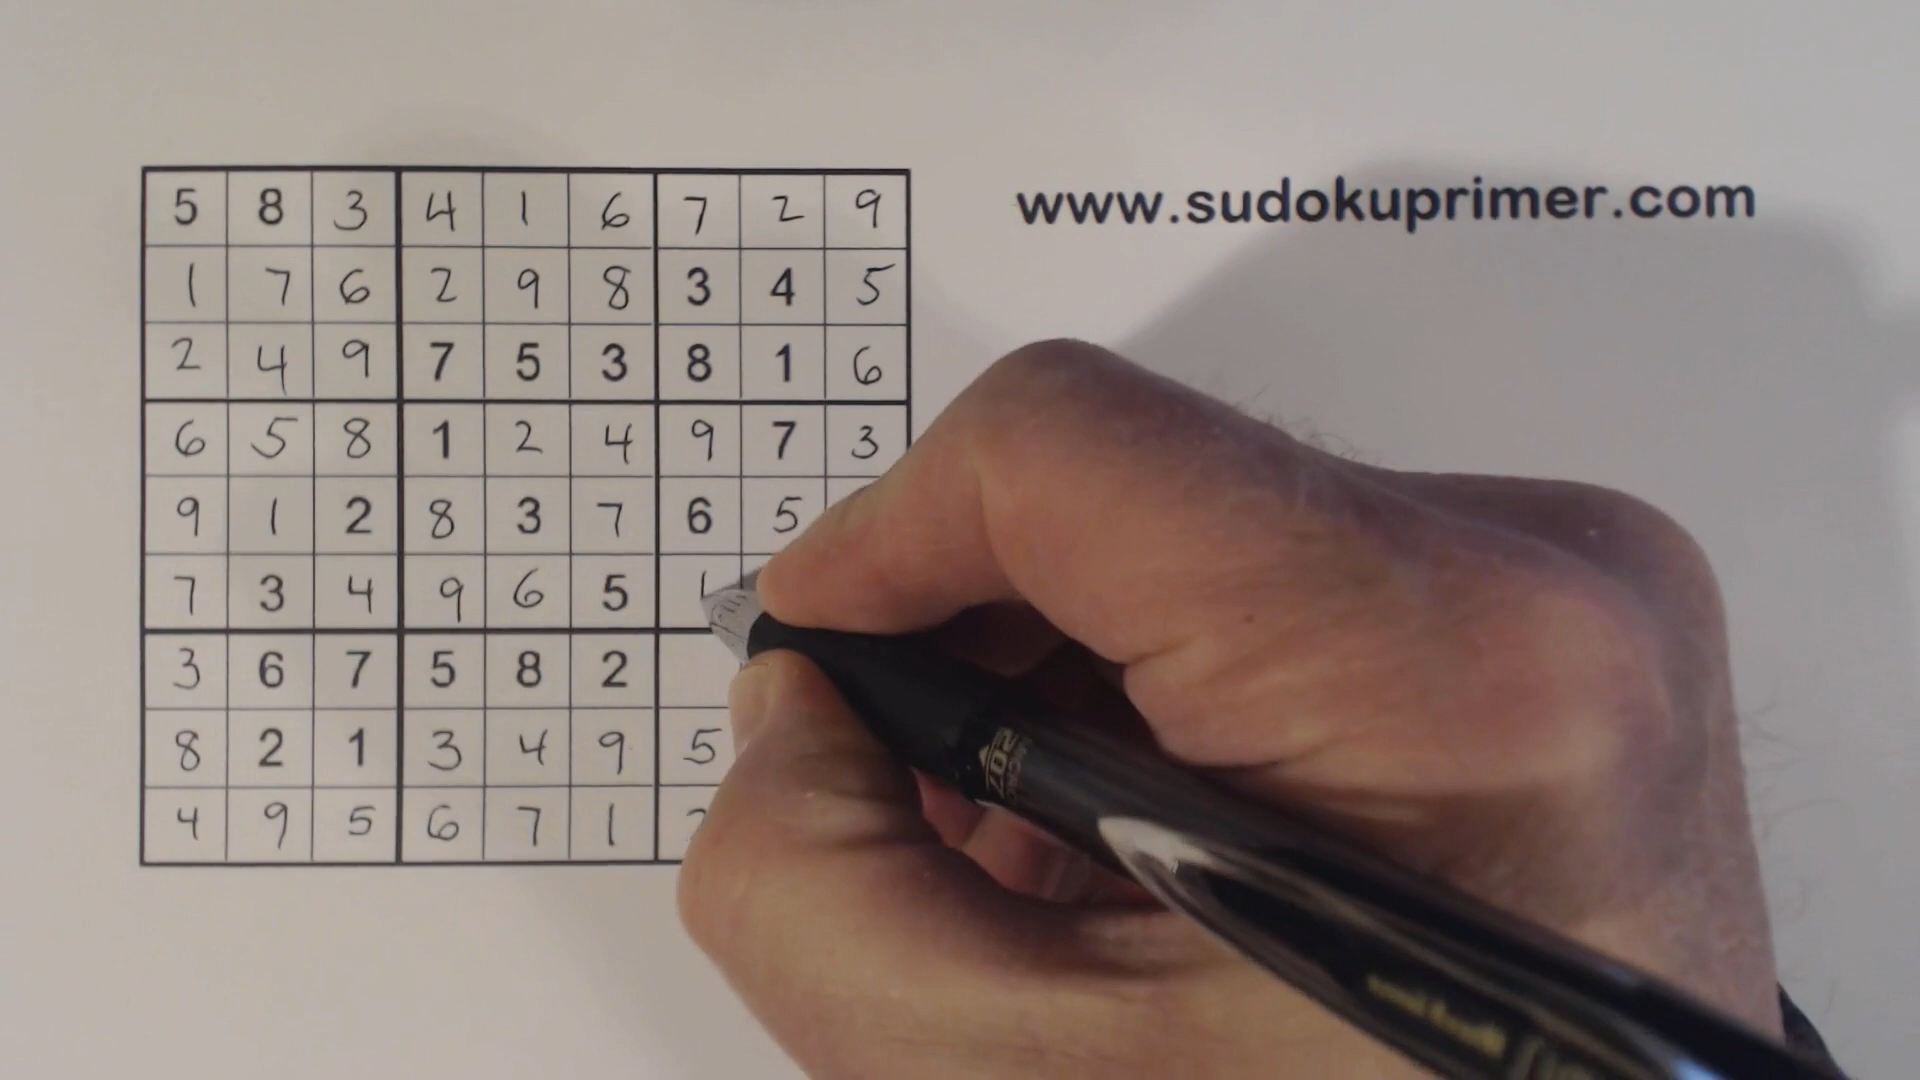 www.sudokuprimer.com
5 8 3 4 1 6 7 2 9
1 7 6 2 9 8 3 4 5
2 4 9 7 5 3 8 1 6
6 5 8 1 2 4 9 7 3
9 1 2 8 3 7 6 5
7 3 4 9 6 5 1
3 6 7 5 8 2
8 2 1 3 4 9 5
4 9 5 6 7 1
207